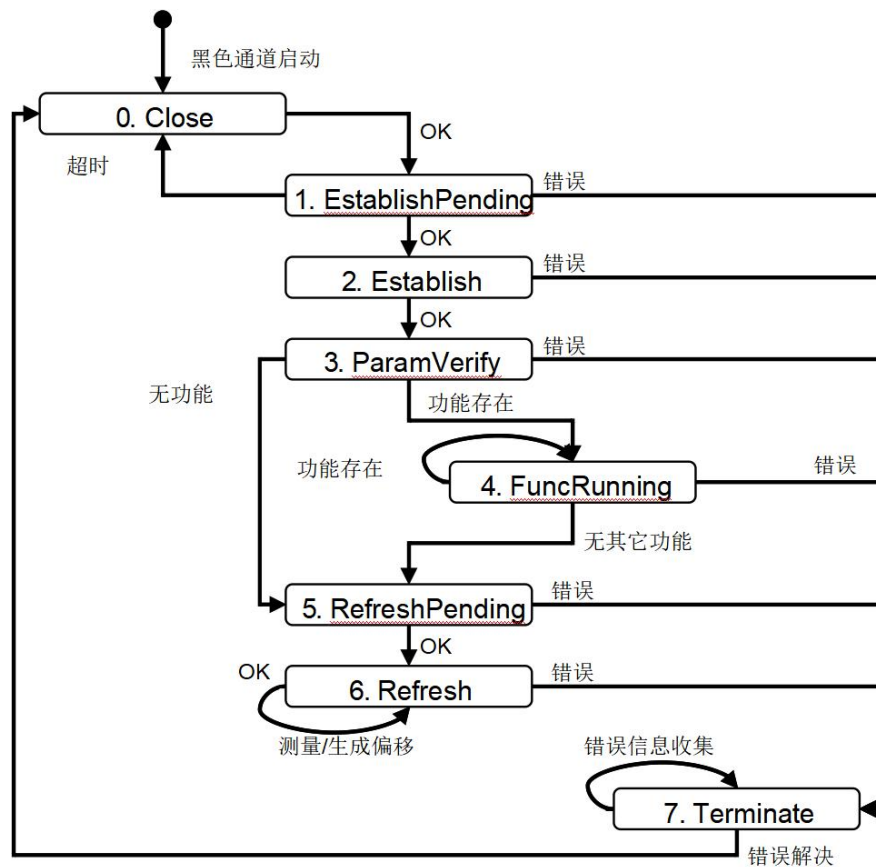 黑色通道启动
0. Close
OK
超时
错误
1. EstablishPending
OK
错误
2. Establish
OK
错误
3. ParamVerify
无功能
功能存在
功能存在
错误
4. FuncRunning
无其它功能
错误
5. RefreshPending
OK
OK
错误
6. Refresh
测量/生成偏移
错误信息收集
7. Terminate
错误解决